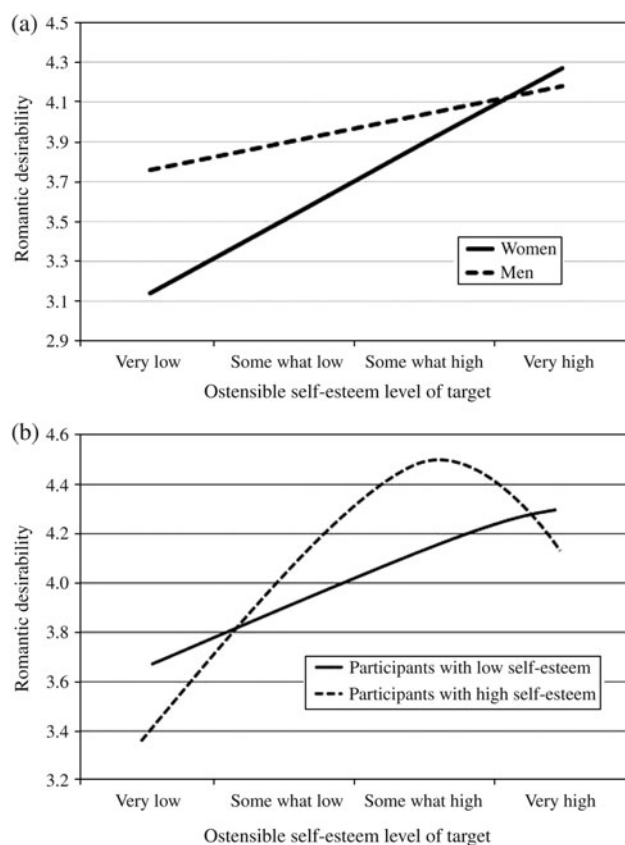 (a)
4.5
4.3
4.1
3.9
3.7
3.5
3.3
3.1
2.9
Romantic desirability
Women
Men
Very low Some what low Some what high Very high
Ostensible self-esteem level of target
(b)
4.6
4.4
4.2
4.0
3.8
3.6
3.4
3.2
Romantic desirability
Participants with low self-esteem
Participants with high self-esteem
Very low Some what low Some what high Very high
Ostensible self-esteem level of target